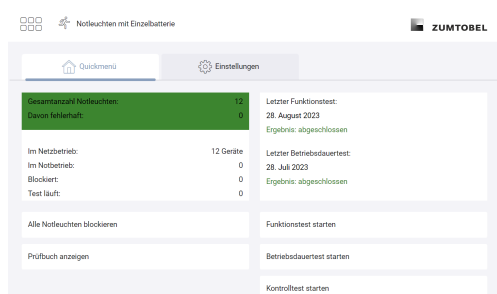 Notleuchten mit Einzelbatterie
ZUMTOBEL
Quickmenü
Einstellungen
Gesamtanzahl Notleuchten: 12
Davon fehlerhaft: 0
Im Netzbetrieb: 12 Geräte
Im Notbetrieb: 0
Blockiert: 0
Test läuft: 0
Letzter Funktionstest:
28. August 2023
Ergebnis: abgeschlossen
Letzter Betriebsdauertest:
28. Juli 2023
Ergebnis: abgeschlossen
Alle Notleuchten blockieren
Funktionstest starten
Prüfbuch anzeigen
Betriebsdauertest starten
Kontrolltest starten